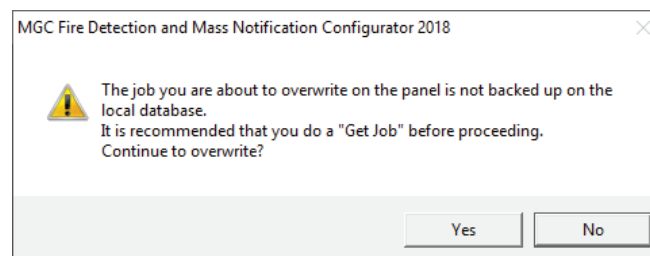 MGC Fire Detection and Mass Notification Configurator 2018
The job you are about to overwrite on the panel is not backed up on the
local database.
It is recommended that you do a "Get Job" before proceeding.
Continue to overwrite?
Yes
No